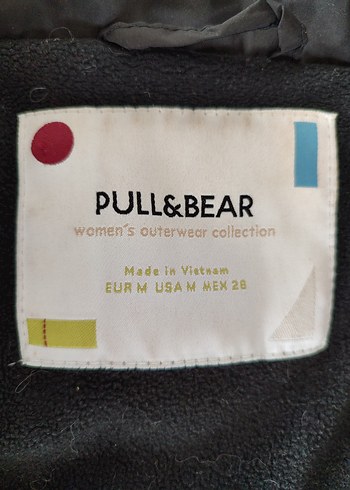 PULL&BEAR
women's outerwear collection
Made in Vietnam
EUR M USA M MEX 28